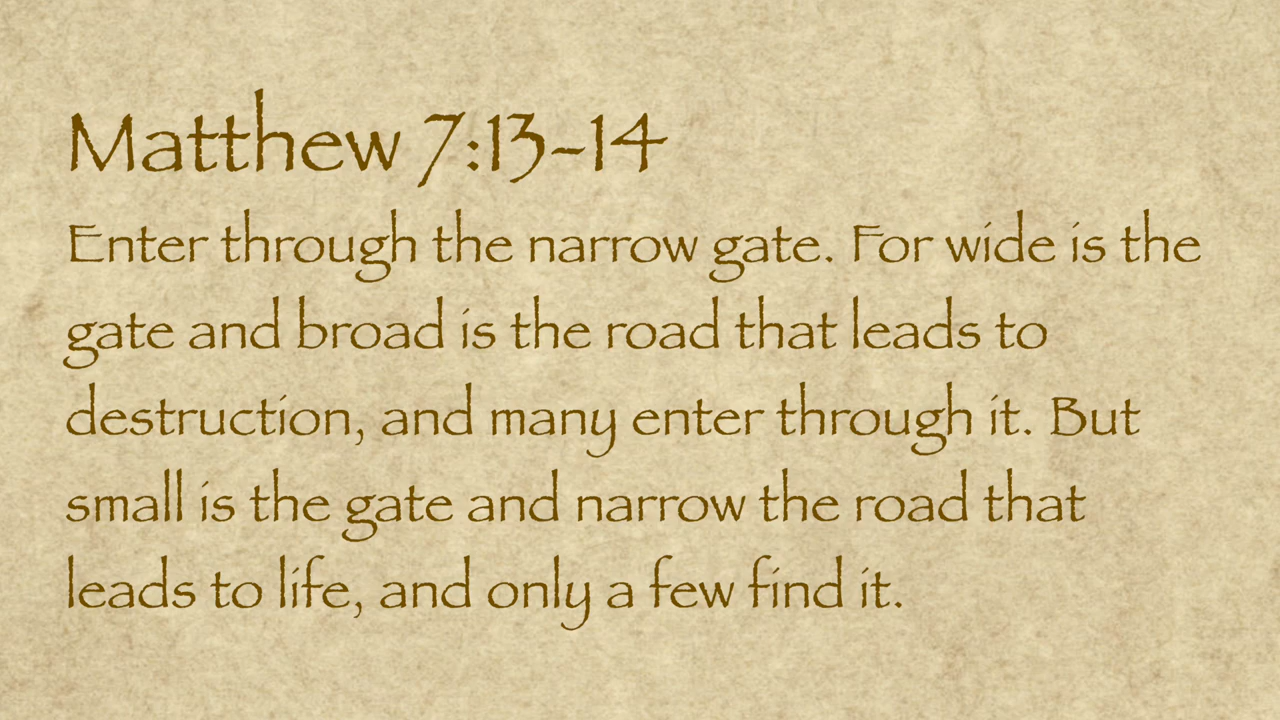 Matthew 7:13-14
Enter through the narrow gate. For wide is the
gate and broad is the road that leads to
destruction, and many enter through it. But
small is the gate and narrow the road that
leads to life, and only a few find it.